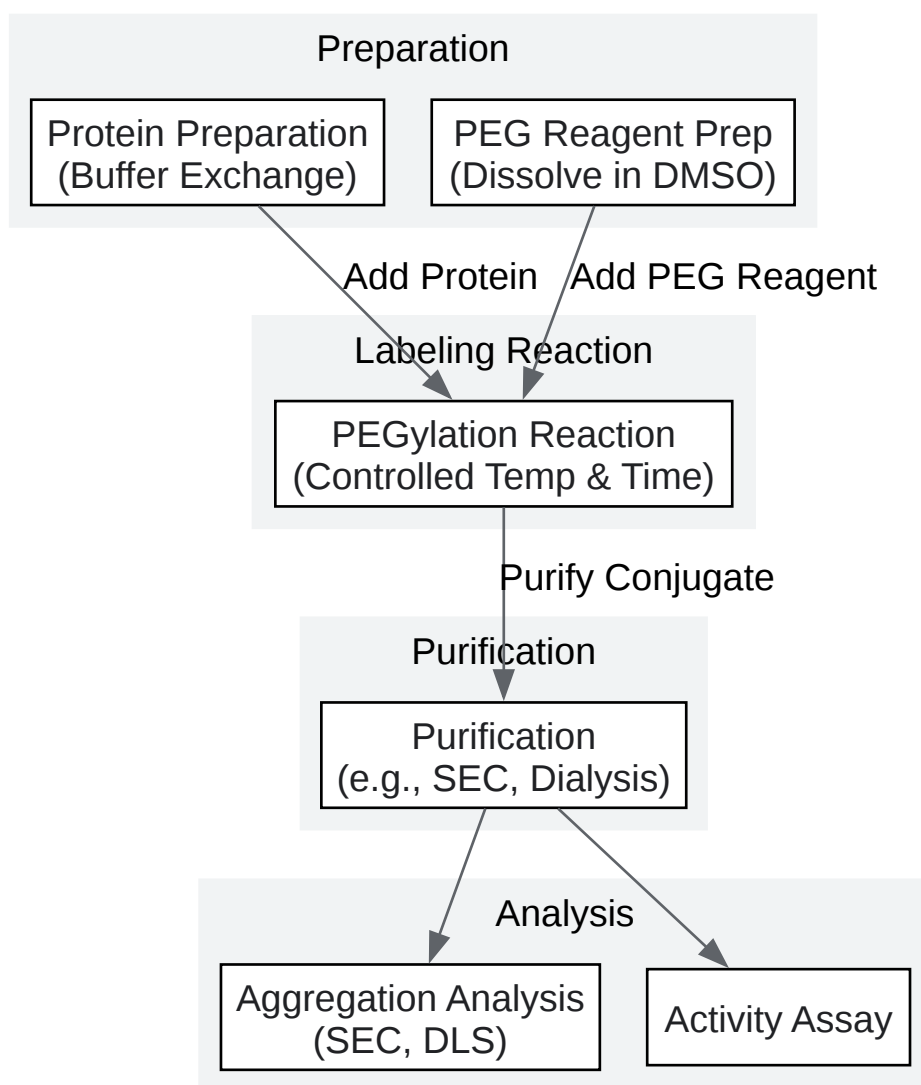 Preparation
Protein Preparation
(Buffer Exchange)
PEG Reagent Prep
(Dissolve in DMSO)
Add Protein
Add PEG Reagent
Labeling Reaction
PEGylation Reaction
(Controlled Temp & Time)
Purify Conjugate
Purification
Purification
(e.g., SEC, Dialysis)
Analysis
Aggregation Analysis
(SEC, DLS)
Activity Assay